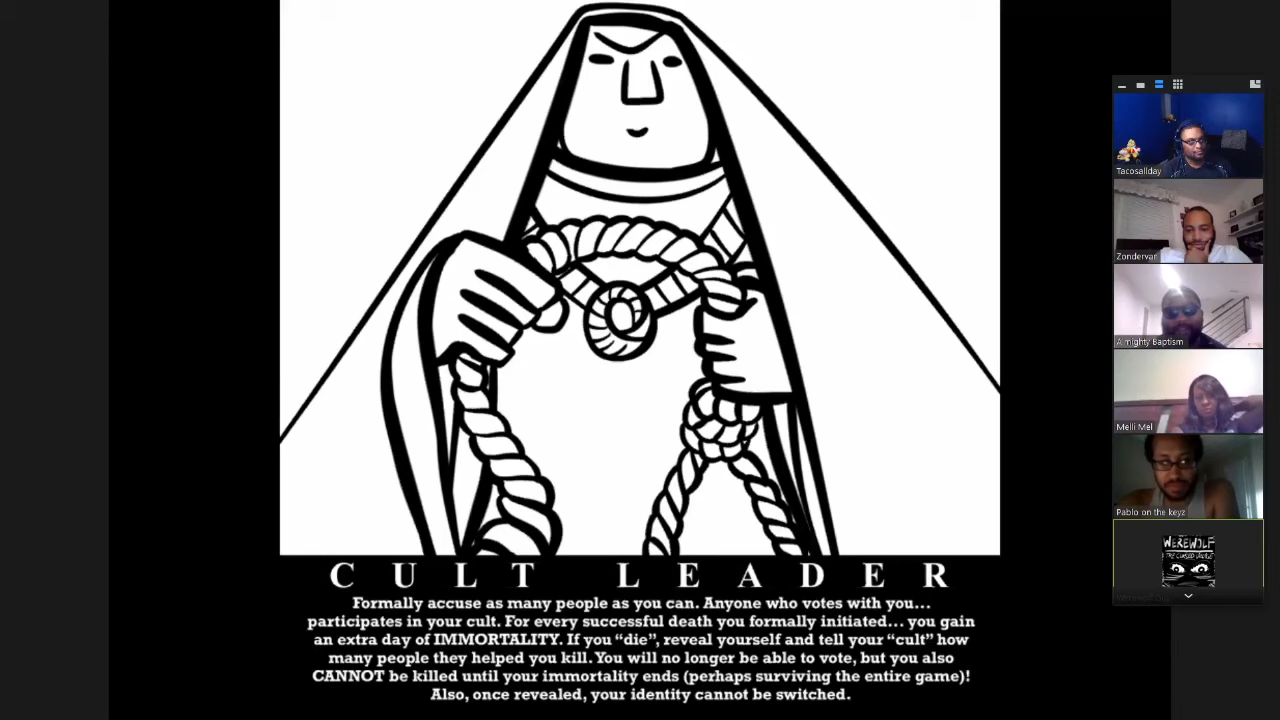 CULT LEADER
Formally accuse as many people as you can. Anyone who votes with you...
participates in your cult. For every successful death you formally initiated... you gain
an extra day of IMMORTALITY. If you “die”, reveal yourself and tell your “cult” how
many people they helped you kill. You will no longer be able to vote, but you also
CANNOT be killed until your immortality ends (perhaps surviving the entire game)!
Also, once revealed, your identity cannot be switched.
Tacosallday
Zondervan
Almighty Baptism
Melli Mel
Pablo on the keyz
WEREWOLF